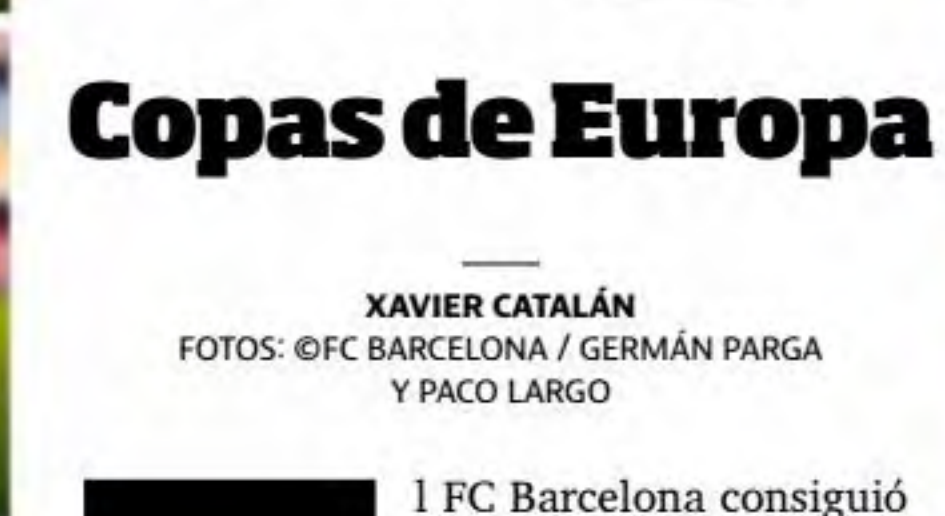 Copas de Europa
XAVIER CATALÁN
FOTOS: ©FC BARCELONA / GERMÁN PARGA
Y PACO LARGO
l FC Barcelona consiguió